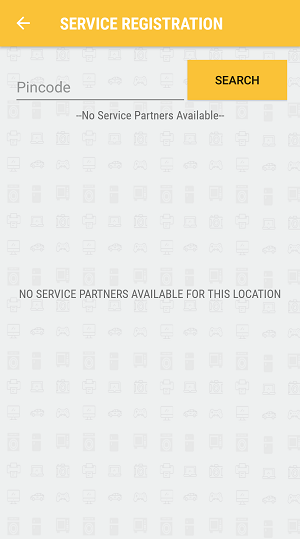 SERVICE REGISTRATION
Pincode
SEARCH
--No Service Partners Available--
NO SERVICE PARTNERS AVAILABLE FOR THIS LOCATION